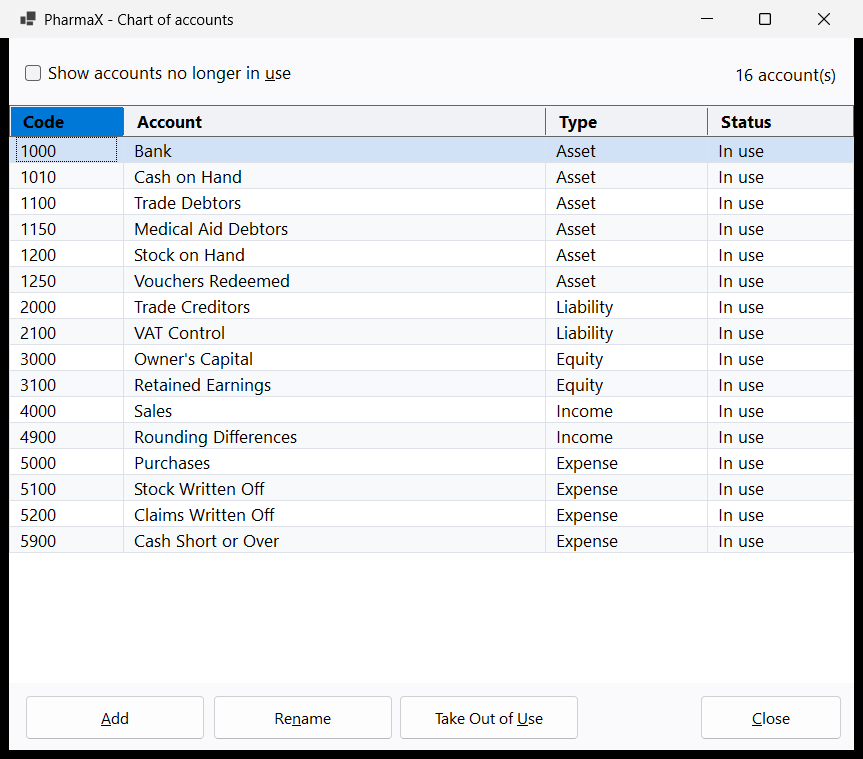 PharmaX - Chart of accounts
Show accounts no longer in use
16 account(s)
Code Account Type Status
1000 Bank Asset In use
1010 Cash on Hand Asset In use
1100 Trade Debtors Asset In use
1150 Medical Aid Debtors Asset In use
1200 Stock on Hand Asset In use
1250 Vouchers Redeemed Asset In use
2000 Trade Creditors Liability In use
2100 VAT Control Liability In use
3000 Owner's Capital Equity In use
3100 Retained Earnings Equity In use
4000 Sales Income In use
4900 Rounding Differences Income In use
5000 Purchases Expense In use
5100 Stock Written Off Expense In use
5200 Claims Written Off Expense In use
5900 Cash Short or Over Expense In use
Add Rename Take Out of Use Close